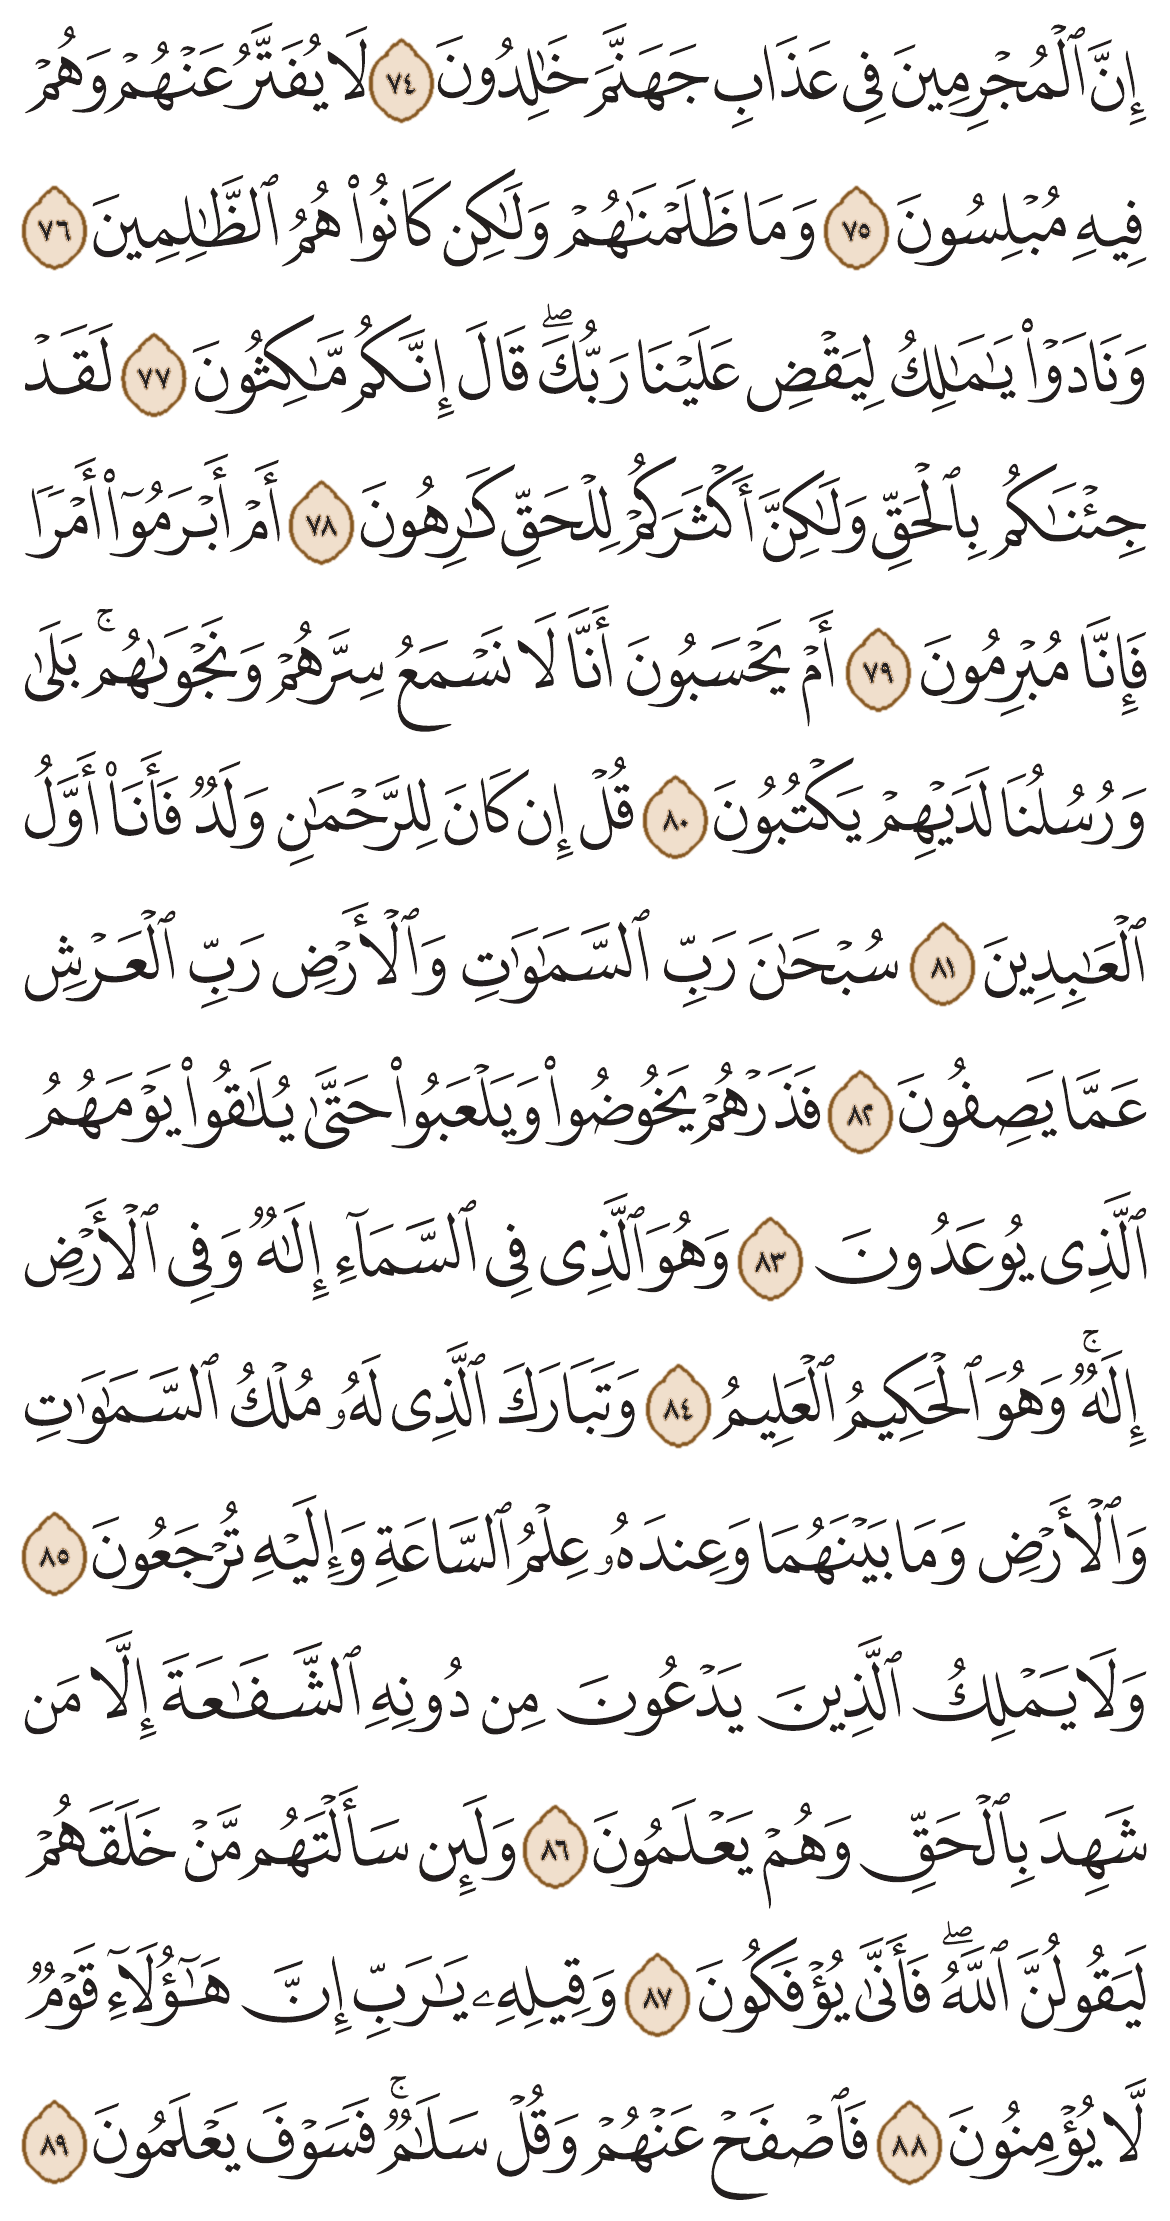 إِنَّ ٱلْمُجْرِمِينَ فِى عَذَابِ جَهَنَّمَ خَٰلِدُونَ ٧٤ لَا يُفَتَّرُ عَنْهُمْ وَهُمْ
فِيهِ مُبْلِسُونَ ٧٥ وَمَا ظَلَمْنَٰهُمْ وَلَٰكِن كَانُوا۟ هُمُ ٱلظَّٰلِمِينَ ٧٦
وَنَادَوْا۟ يَٰمَٰلِكُ لِيَقْضِ عَلَيْنَا رَبُّكَ ۖ قَالَ إِنَّكُم مَّٰكِثُونَ ٧٧ لَقَدْ
جِئْنَٰكُم بِٱلْحَقِّ وَلَٰكِنَّ أَكْثَرَكُمْ لِلْحَقِّ كَٰرِهُونَ ٧٨ أَمْ أَبْرَمُوٓا۟ أَمْرًا
فَإِنَّا مُبْرِمُونَ ٧٩ أَمْ يَحْسَبُونَ أَنَّا لَا نَسْمَعُ سِرَّهُمْ وَنَجْوَىٰهُم ۚ بَلَىٰ
وَرُسُلُنَا لَدَيْهِمْ يَكْتُبُونَ ٨٠ قُلْ إِن كَانَ لِلرَّحْمَٰنِ وَلَدٌ فَأَنَا۠ أَوَّلُ
ٱلْعَٰبِدِينَ ٨١ سُبْحَٰنَ رَبِّ ٱلسَّمَٰوَٰتِ وَٱلْأَرْضِ رَبِّ ٱلْعَرْشِ
عَمَّا يَصِفُونَ ٨٢ فَذَرْهُمْ يَخُوضُوا۟ وَيَلْعَبُوا۟ حَتَّىٰ يُلَٰقُوا۟ يَوْمَهُمُ
ٱلَّذِى يُوعَدُونَ ٨٣ وَهُوَ ٱلَّذِى فِى ٱلسَّمَآءِ إِلَٰهٌ وَفِى ٱلْأَرْضِ
إِلَٰهٌ ۚ وَهُوَ ٱلْحَكِيمُ ٱلْعَلِيمُ ٨٤ وَتَبَارَكَ ٱلَّذِى لَهُۥ مُلْكُ ٱلسَّمَٰوَٰتِ
وَٱلْأَرْضِ وَمَا بَيْنَهُمَا وَعِندَهُۥ عِلْمُ ٱلسَّاعَةِ وَإِلَيْهِ تُرْجَعُونَ ٨٥
وَلَا يَمْلِكُ ٱلَّذِينَ يَدْعُونَ مِن دُونِهِ ٱلشَّفَٰعَةَ إِلَّا مَن
شَهِدَ بِٱلْحَقِّ وَهُمْ يَعْلَمُونَ ٨٦ وَلَئِن سَأَلْتَهُم مَّنْ خَلَقَهُمْ
لَيَقُولُنَّ ٱللَّهُ ۖ فَأَنَّىٰ يُؤْفَكُونَ ٨٧ وَقِيلِهِۦ يَٰرَبِّ إِنَّ هَٰٓؤُلَآءِ قَوْمٌ
لَّا يُؤْمِنُونَ ٨٨ فَٱصْفَحْ عَنْهُمْ وَقُلْ سَلَٰمٌ ۚ فَسَوْفَ يَعْلَمُونَ ٨٩